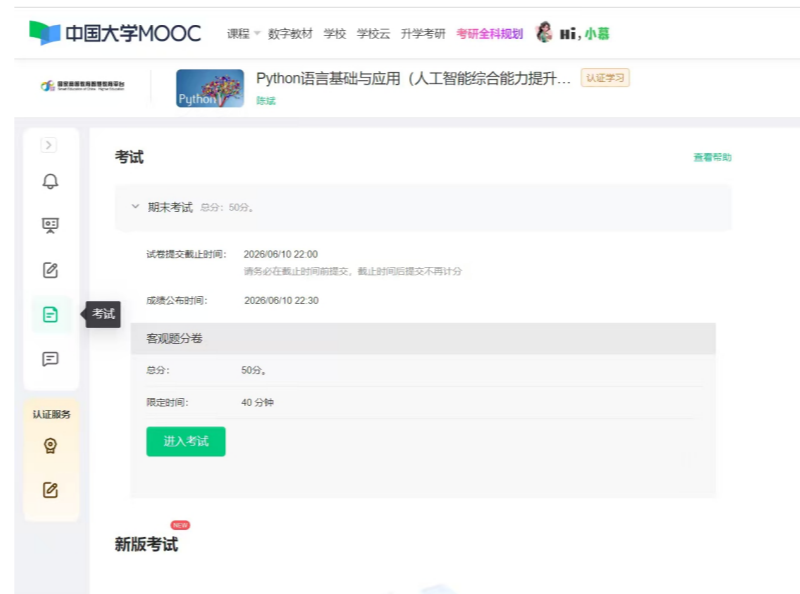 中国大学MOOC 课程 数字教材 学校 学校云 升学考研 考研全科规划 Hi,小慕
Python
Python语言基础与应用（人工智能综合能力提升... 认证学习
陈斌
考试 查看帮助
期末考试 总分：50分。
试卷提交截止时间： 2026/06/10 22:00
请务必在截止时间前提交，截止时间后提交不再计分
成绩公布时间： 2026/06/10 22:30
考试
客观题分卷
总分： 50分。
限定时间： 40 分钟
认证服务
进入考试
NEW
新版考试